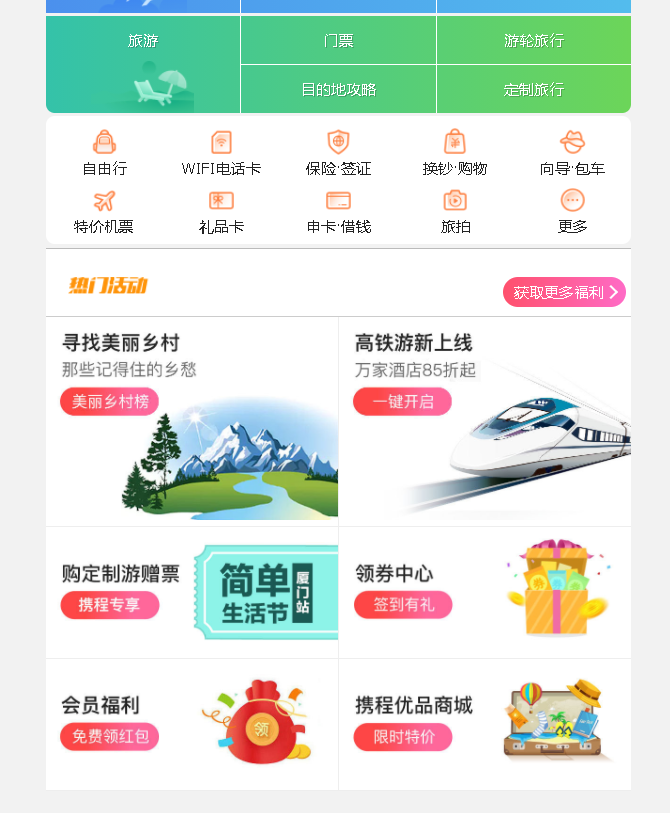 旅游
门票
游轮旅行
目的地攻略
定制旅行
自由行
WIFI电话卡
保险·签证
换钞·购物
向导·包车
特价机票
礼品卡
申卡·借钱
旅拍
更多
热门活动
获取更多福利
寻找美丽乡村
那些记得住的乡愁
美丽乡村榜
高铁游新上线
万家酒店85折起
一键开启
购定制游赠票
携程专享
简单
生活节
厦门站
领券中心
签到有礼
会员福利
免费领红包
领
携程优品商城
限时特价